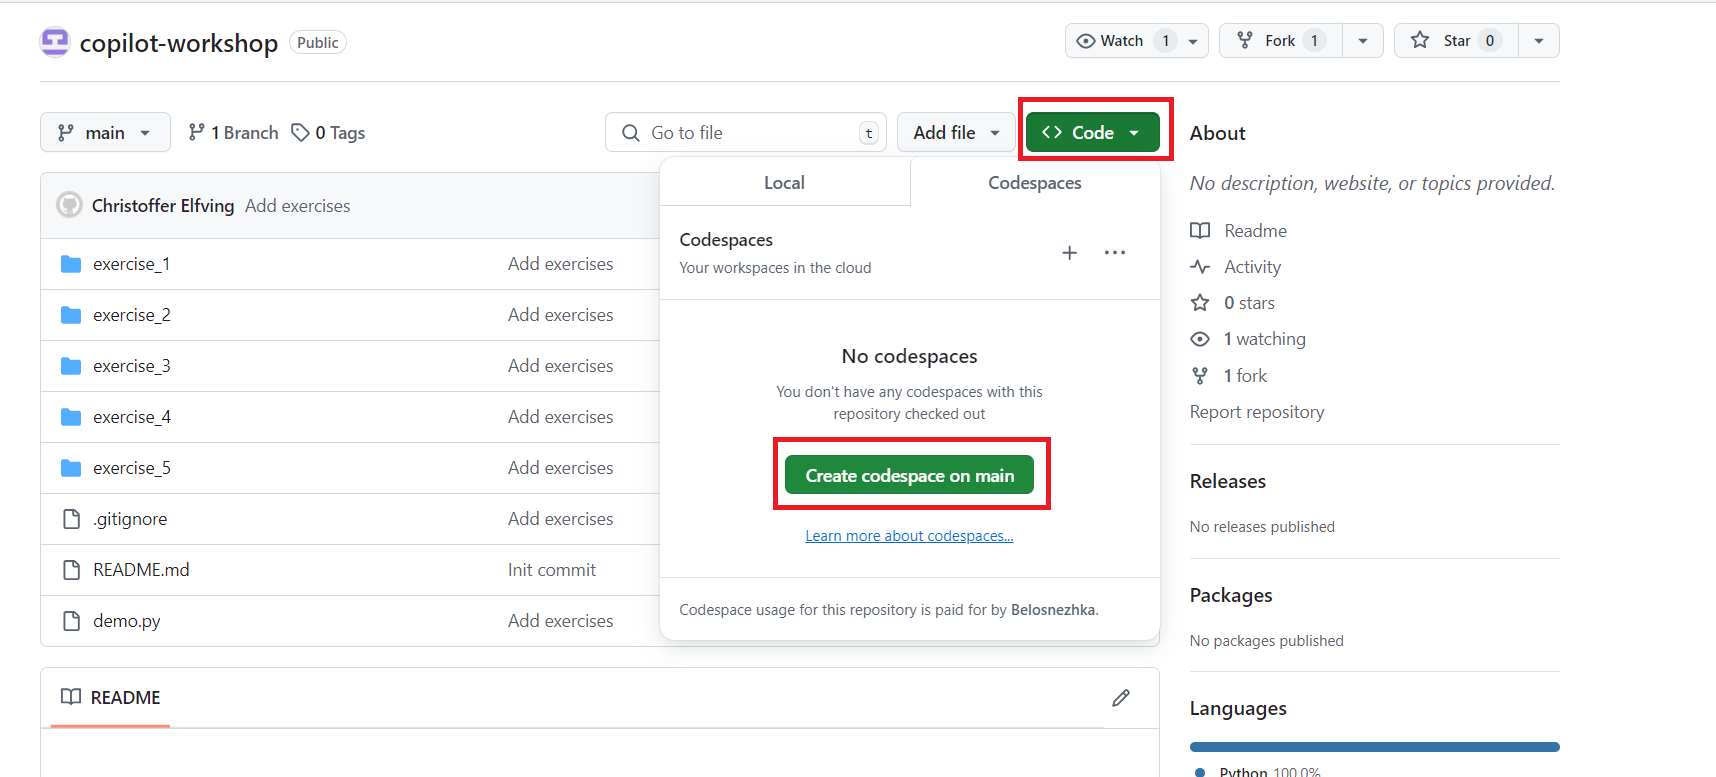 copilot-workshop Public Watch 1 Fork 1 Star 0
main 1 Branch 0 Tags Go to file t Add file Code
Christoffer Elfving Add exercises
exercise_1 Add exercises
exercise_2 Add exercises
exercise_3 Add exercises
exercise_4 Add exercises
exercise_5 Add exercises
.gitignore Add exercises
README.md Init commit
demo.py Add exercises
Local Codespaces
Codespaces
Your workspaces in the cloud
No codespaces
You don't have any codespaces with this
repository checked out
Create codespace on main
Learn more about codespaces...
Codespace usage for this repository is paid for by Belosnezhka.
README
About
No description, website, or topics provided.
Readme
Activity
0 stars
1 watching
1 fork
Report repository
Releases
No releases published
Packages
No packages published
Languages
Python 100.0%